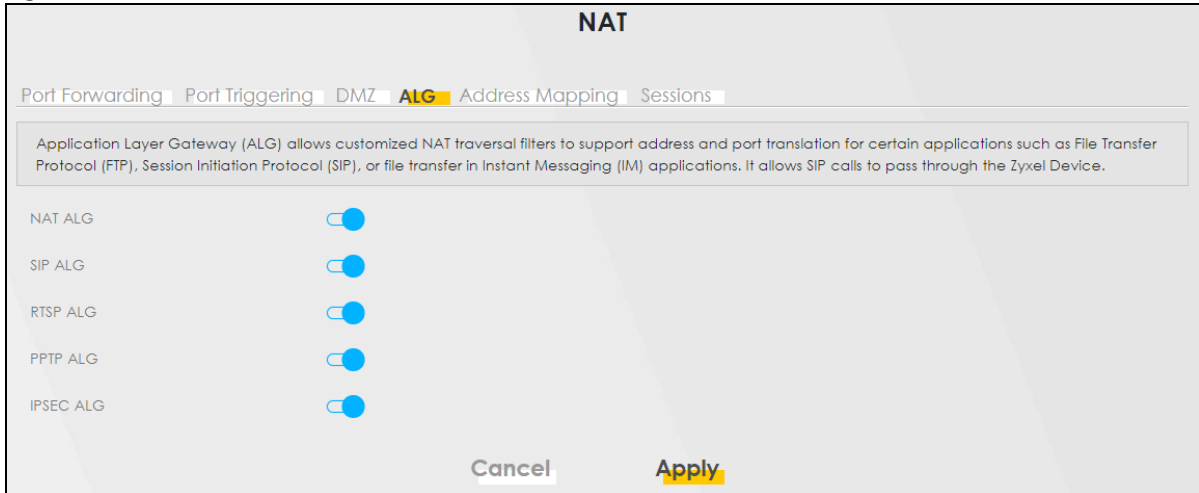 NAT
Port Forwarding Port Triggering DMZ ALG Address Mapping Sessions
Application Layer Gateway (ALG) allows customized NAT traversal filters to support address and port translation for certain applications such as File Transfer
Protocol (FTP), Session Initiation Protocol (SIP), or file transfer in Instant Messaging (IM) applications. It allows SIP calls to pass through the Zyxel Device.
NAT ALG
SIP ALG
RTSP ALG
PPTP ALG
IPSEC ALG
Cancel Apply